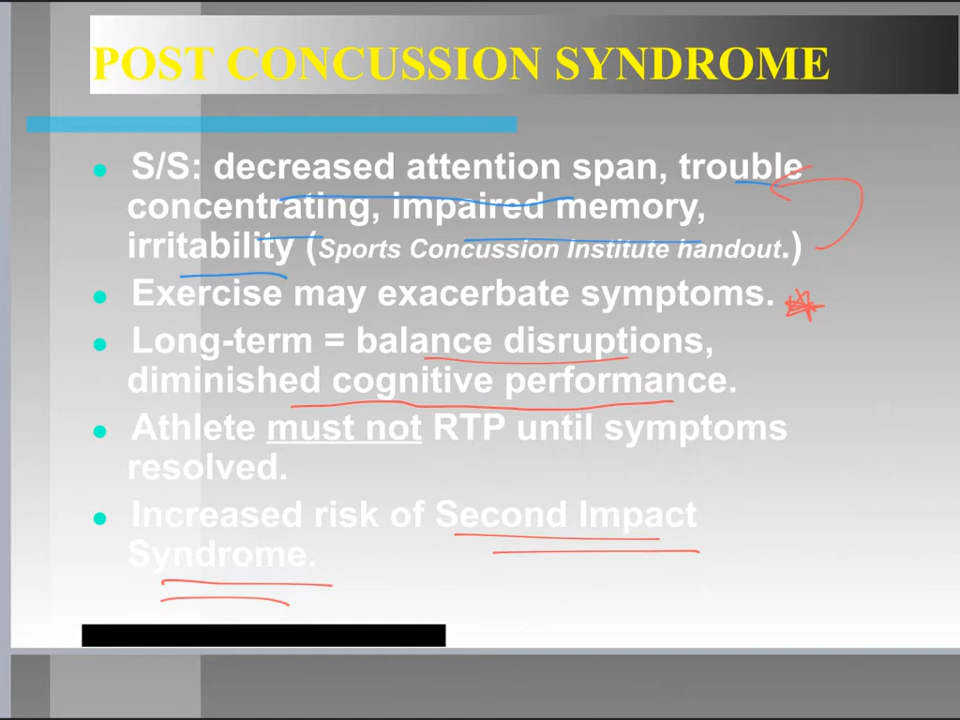 POST CONCUSSION SYNDROME
S/S: decreased attention span, trouble
concentrating, impaired memory,
irritability (Sports Concussion Institute handout.)
Exercise may exacerbate symptoms.
Long-term = balance disruptions,
diminished cognitive performance.
Athlete must not RTP until symptoms
resolved.
Increased risk of Second Impact
Syndrome.